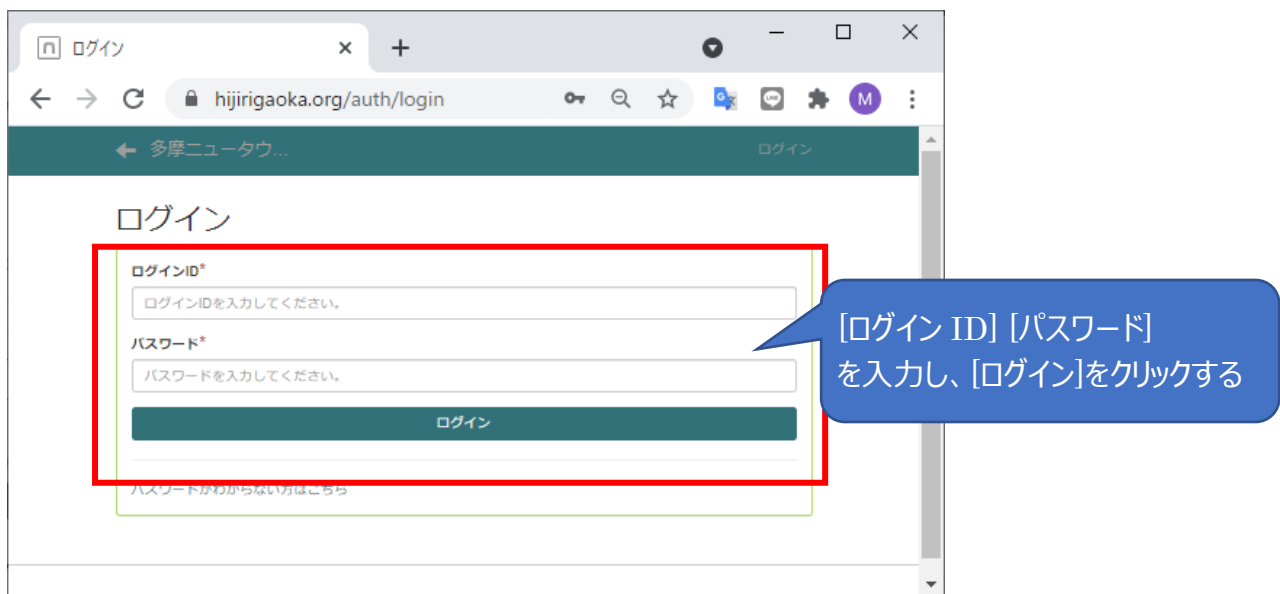 ログイン
hijirigaoka.org/auth/login
M
多摩ニュータウ...
ログイン
ログイン
ログインID*
ログインIDを入力してください。
パスワード*
パスワードを入力してください。
ログイン
パスワードがわからない方はこちら
[ログイン ID] [パスワード]
を入力し、[ログイン]をクリックする